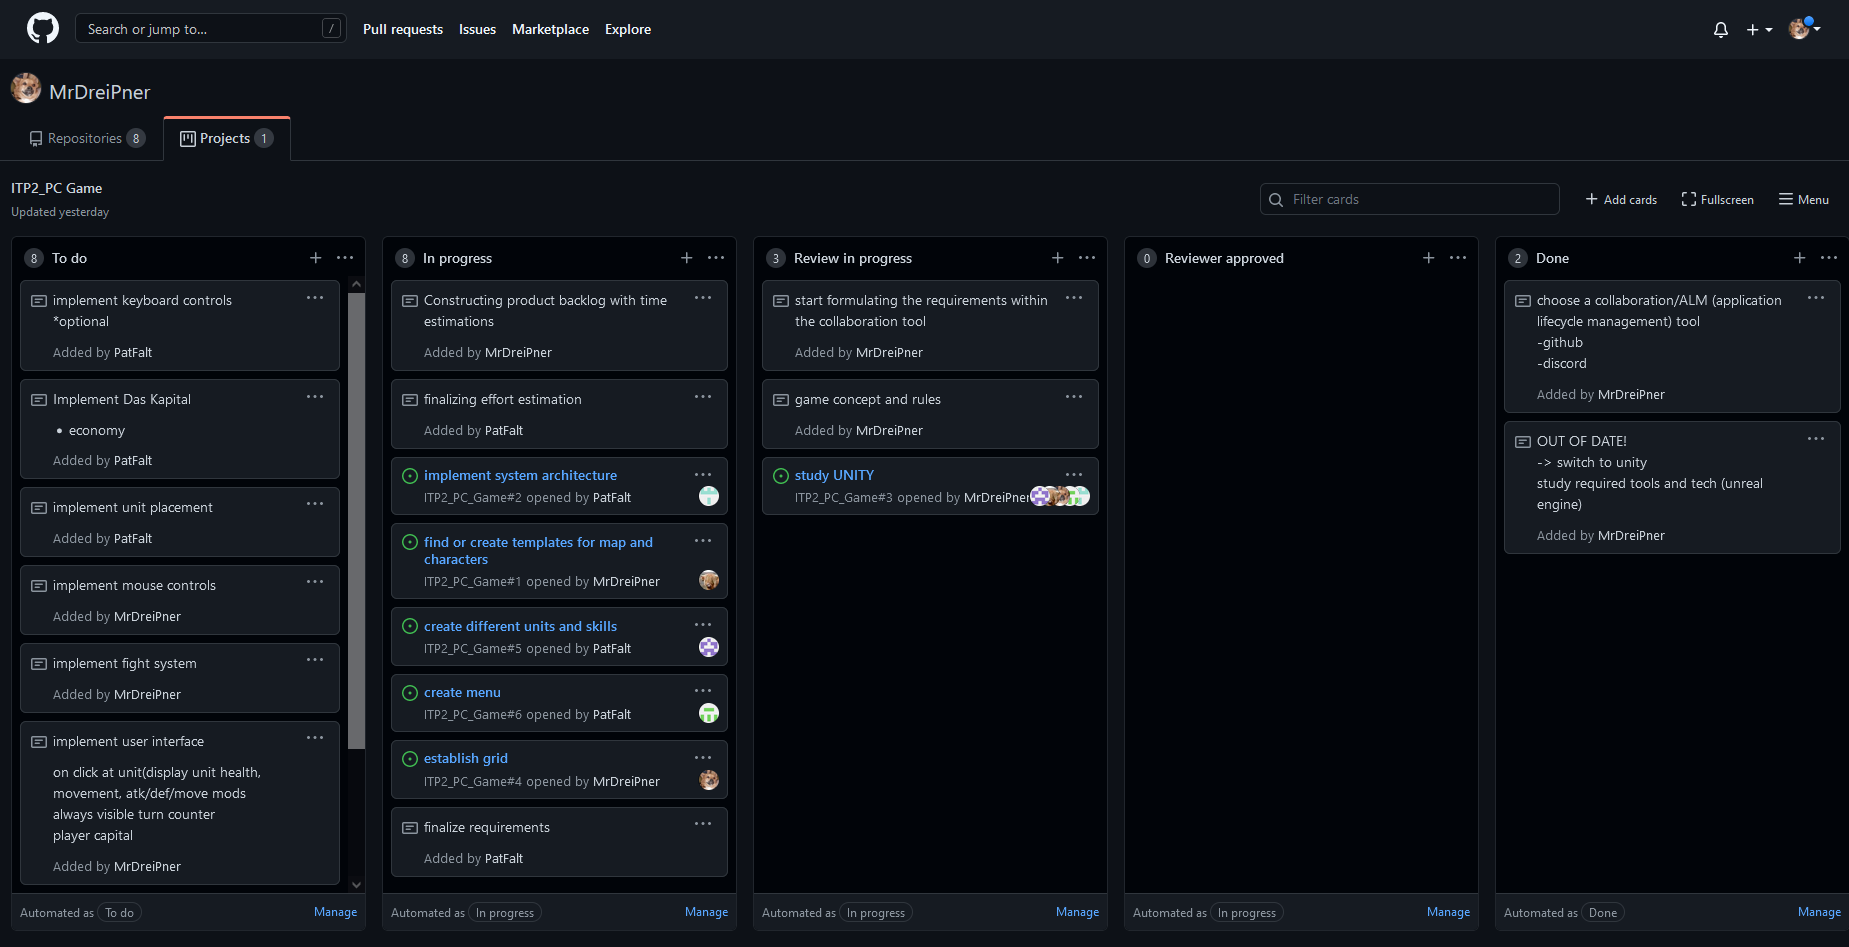 Search or jump to... /
Pull requests Issues Marketplace Explore
MrDreiPner
Repositories 8
Projects 1
ITP2_PC Game
Updated yesterday
Filter cards
Add cards
Fullscreen
Menu
8 To do
implement keyboard controls
*optional
Added by PatFalt
Implement Das Kapital
• economy
Added by PatFalt
implement unit placement
Added by PatFalt
implement mouse controls
Added by MrDreiPner
implement fight system
Added by MrDreiPner
implement user interface
on click at unit(display unit health,
movement, atk/def/move mods
always visible turn counter
player capital
Added by MrDreiPner
Automated as To do Manage
8 In progress
Constructing product backlog with time
estimations
Added by MrDreiPner
finalizing effort estimation
Added by PatFalt
implement system architecture
ITP2_PC_Game#2 opened by PatFalt
find or create templates for map and
characters
ITP2_PC_Game#1 opened by MrDreiPner
create different units and skills
ITP2_PC_Game#5 opened by PatFalt
create menu
ITP2_PC_Game#6 opened by PatFalt
establish grid
ITP2_PC_Game#4 opened by MrDreiPner
finalize requirements
Added by PatFalt
Automated as In progress Manage
3 Review in progress
start formulating the requirements within
the collaboration tool
Added by MrDreiPner
game concept and rules
Added by MrDreiPner
study UNITY
ITP2_PC_Game#3 opened by MrDreiPner
Automated as In progress Manage
0 Reviewer approved
Automated as In progress Manage
2 Done
choose a collaboration/ALM (application
lifecycle management) tool
-github
-discord
Added by MrDreiPner
OUT OF DATE!
-> switch to unity
study required tools and tech (unreal
engine)
Added by MrDreiPner
Automated as Done Manage